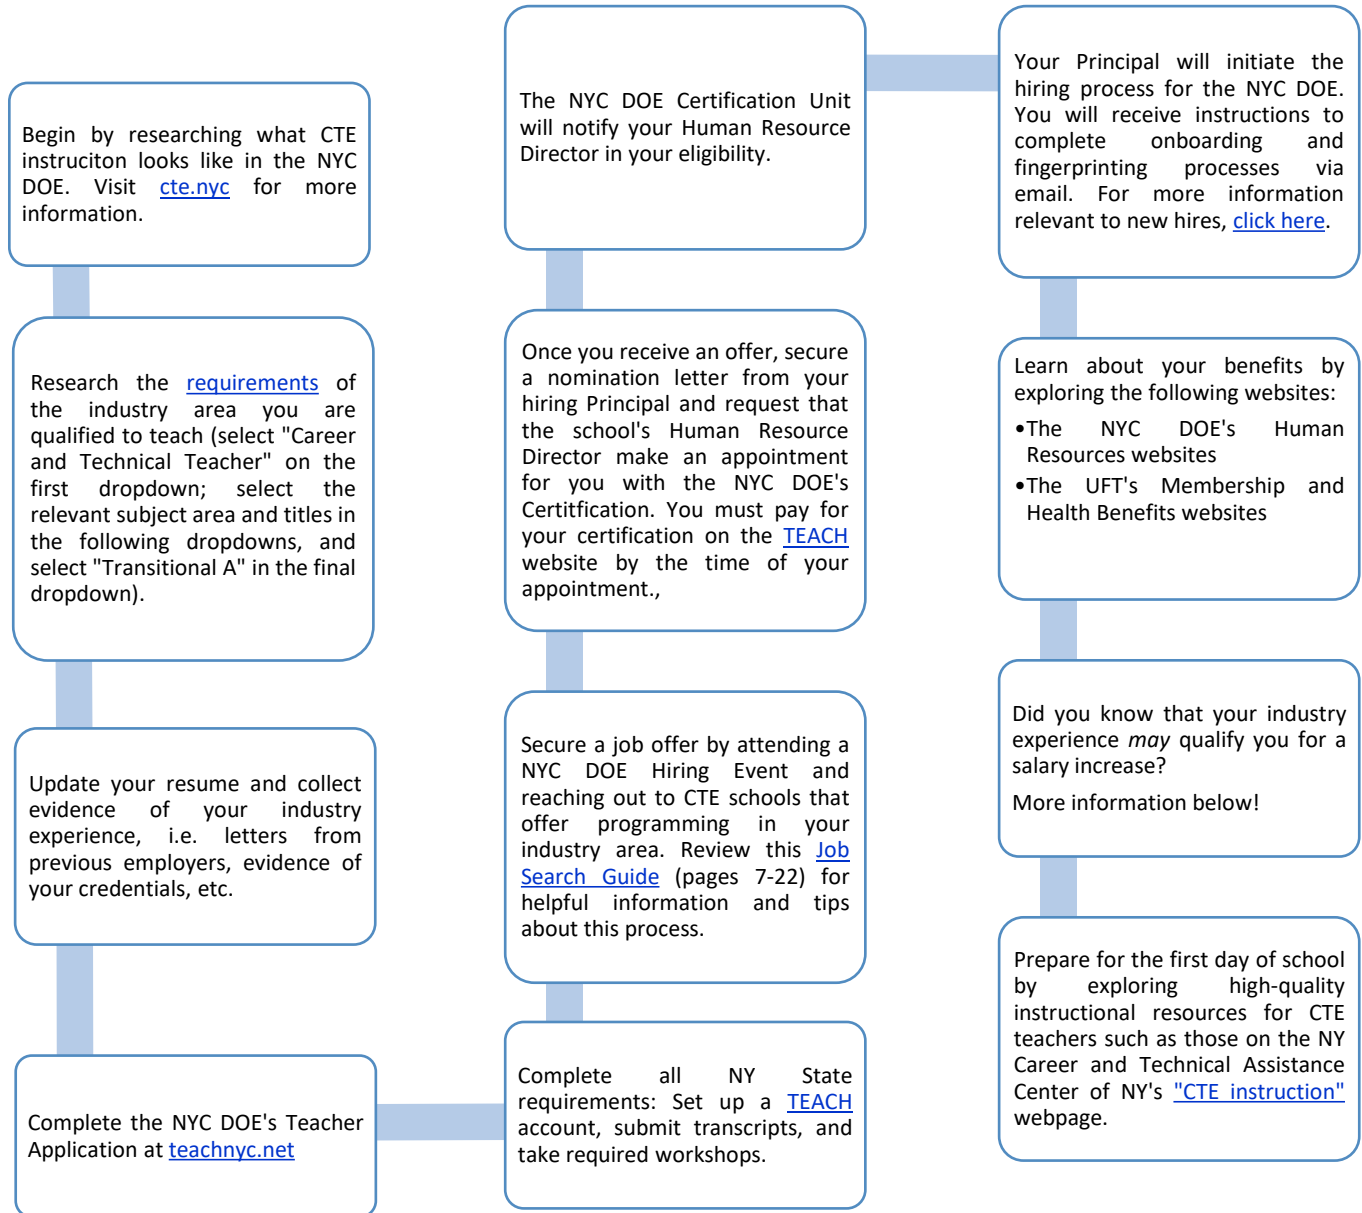 Begin by researching what CTE
instruciton looks like in the NYC
DOE. Visit cte.nyc for more
information.
Research the requirements of
the industry area you are
qualified to teach (select "Career
and Technical Teacher" on the
first dropdown; select the
relevant subject area and titles in
the following dropdowns, and
select "Transitional A" in the final
dropdown).
Update your resume and collect
evidence of your industry
experience, i.e. letters from
previous employers, evidence of
your credentials, etc.
Complete the NYC DOE's Teacher
Application at teachnyc.net
Complete all NY State
requirements: Set up a TEACH
account, submit transcripts, and
take required workshops.
Secure a job offer by attending a
NYC DOE Hiring Event and
reaching out to CTE schools that
offer programming in your
industry area. Review this Job
Search Guide (pages 7-22) for
helpful information and tips
about this process.
Once you receive an offer, secure
a nomination letter from your
hiring Principal and request that
the school's Human Resource
Director make an appointment
for you with the NYC DOE's
Certitfication. You must pay for
your certification on the TEACH
website by the time of your
appointment.,
The NYC DOE Certification Unit
will notify your Human Resource
Director in your eligibility.
Your Principal will initiate the
hiring process for the NYC DOE.
You will receive instructions to
complete onboarding and
fingerprinting processes via
email. For more information
relevant to new hires, click here.
Learn about your benefits by
exploring the following websites:
•The NYC DOE's Human
Resources websites
•The UFT's Membership and
Health Benefits websites
Did you know that your industry
experience may qualify you for a
salary increase?
More information below!
Prepare for the first day of school
by exploring high-quality
instructional resources for CTE
teachers such as those on the NY
Career and Technical Assistance
Center of NY's "CTE instruction"
webpage.